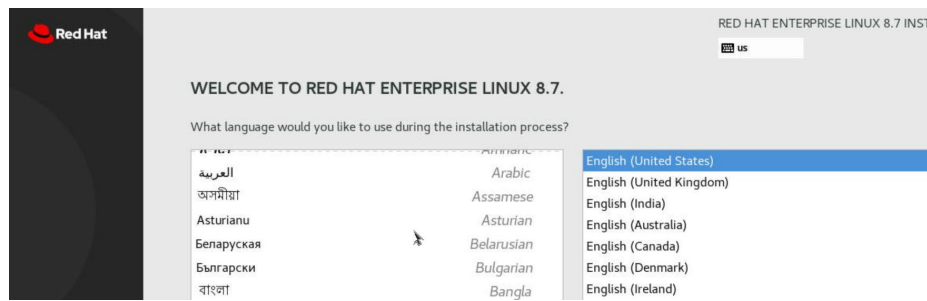 Red Hat
RED HAT ENTERPRISE LINUX 8.7 INST
us
WELCOME TO RED HAT ENTERPRISE LINUX 8.7.
What language would you like to use during the installation process?
Amharic
العربية Arabic
অসমীয়া Assamese
Asturianu Asturian
Беларуская Belarusian
Български Bulgarian
বাংলা Bangla
English (United States)
English (United Kingdom)
English (India)
English (Australia)
English (Canada)
English (Denmark)
English (Ireland)